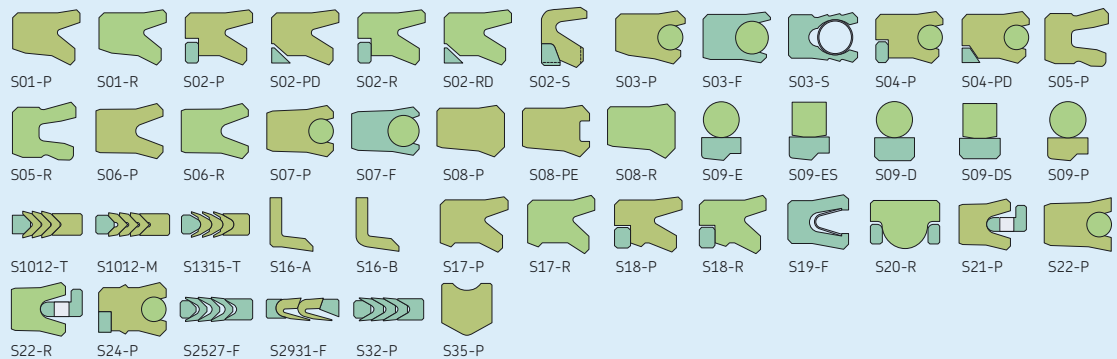 S01-P S01-R S02-P S02-PD S02-R S02-RD S02-S S03-P S03-F S03-S S04-P S04-PD S05-P
S05-R S06-P S06-R S07-P S07-F S08-P S08-PE S08-R S09-E S09-ES S09-D S09-DS S09-P
S1012-T S1012-M S1315-T S16-A S16-B S17-P S17-R S18-P S18-R S19-F S20-R S21-P S22-P
S22-R S24-P S2527-F S2931-F S32-P S35-P